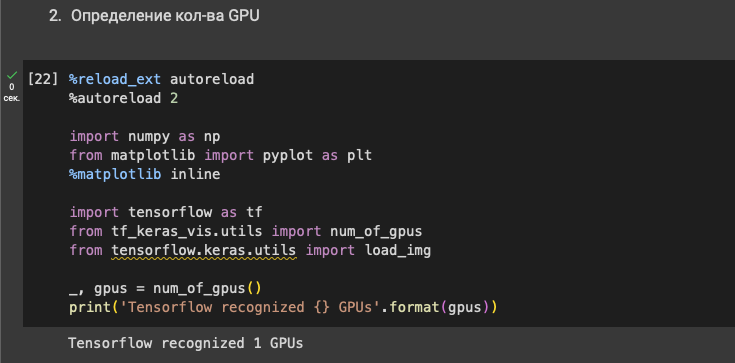 2. Определение кол-ва GPU
0
сек.
[22] %reload_ext autoreload
%autoreload 2
import numpy as np
from matplotlib import pyplot as plt
%matplotlib inline
import tensorflow as tf
from tf_keras_vis.utils import num_of_gpus
from tensorflow.keras.utils import load_img
_, gpus = num_of_gpus()
print('Tensorflow recognized {} GPUs'.format(gpus))
Tensorflow recognized 1 GPUs